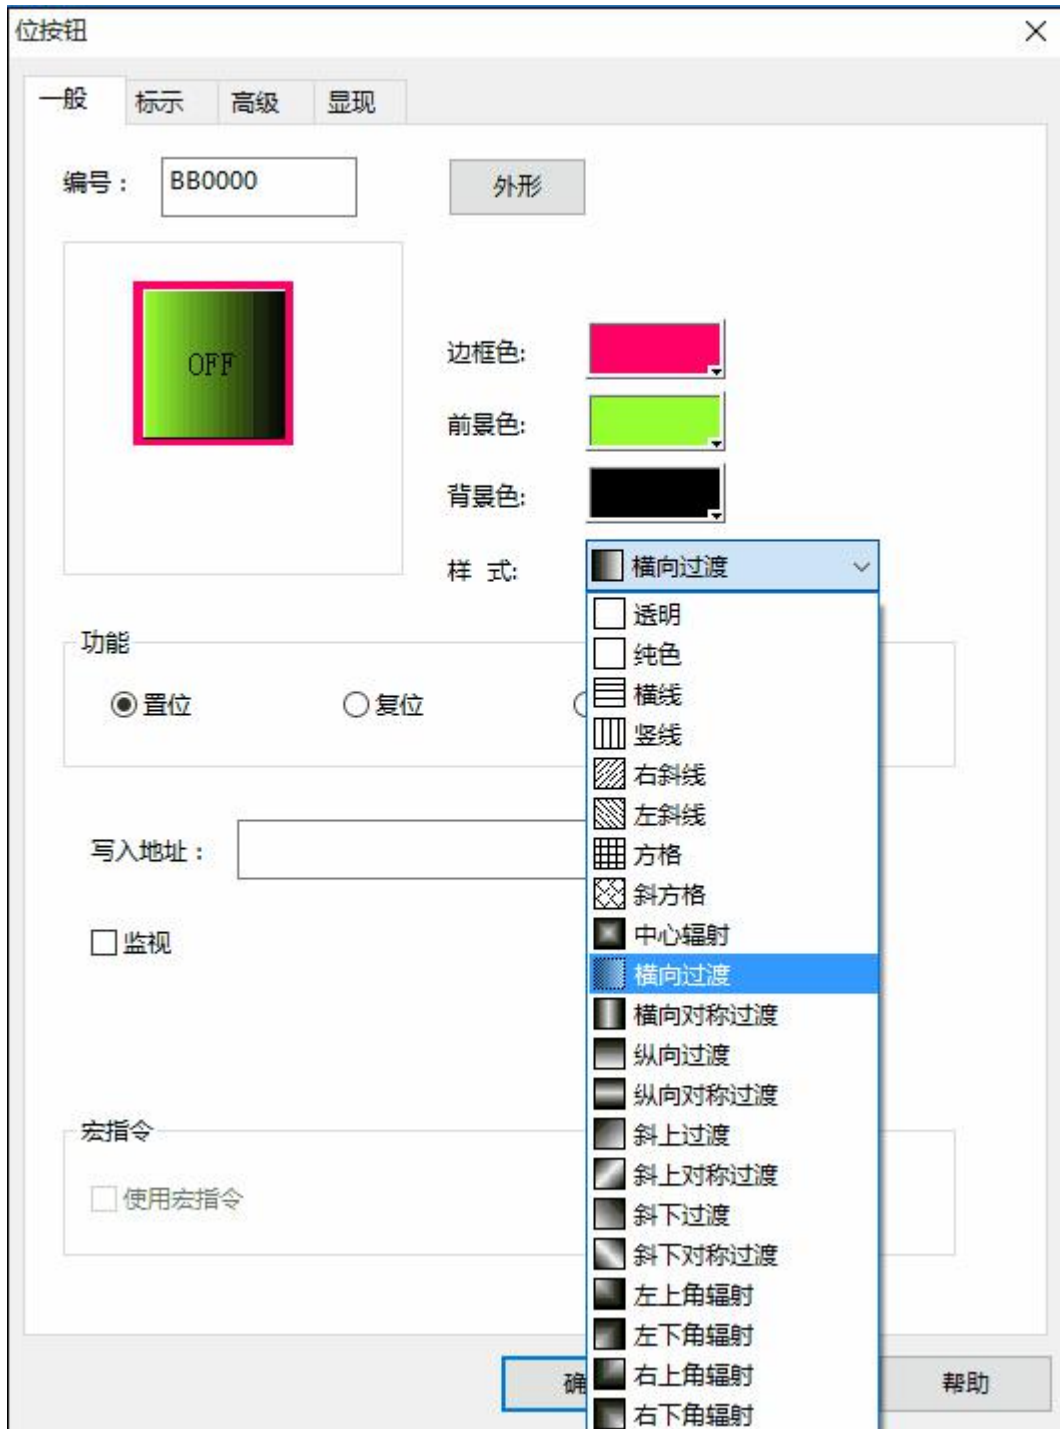 位按钮
一般 标示 高级 显现
编号： BB0000 外形
OFF
边框色:
前景色:
背景色:
样 式: 横向过渡
透明
纯色
横线
竖线
右斜线
左斜线
方格
斜方格
中心辐射
横向过渡
横向对称过渡
纵向过渡
纵向对称过渡
斜上过渡
斜上对称过渡
斜下过渡
斜下对称过渡
左上角辐射
左下角辐射
右上角辐射
右下角辐射
功能
置位 复位
写入地址：
监视
宏指令
使用宏指令
确 帮助